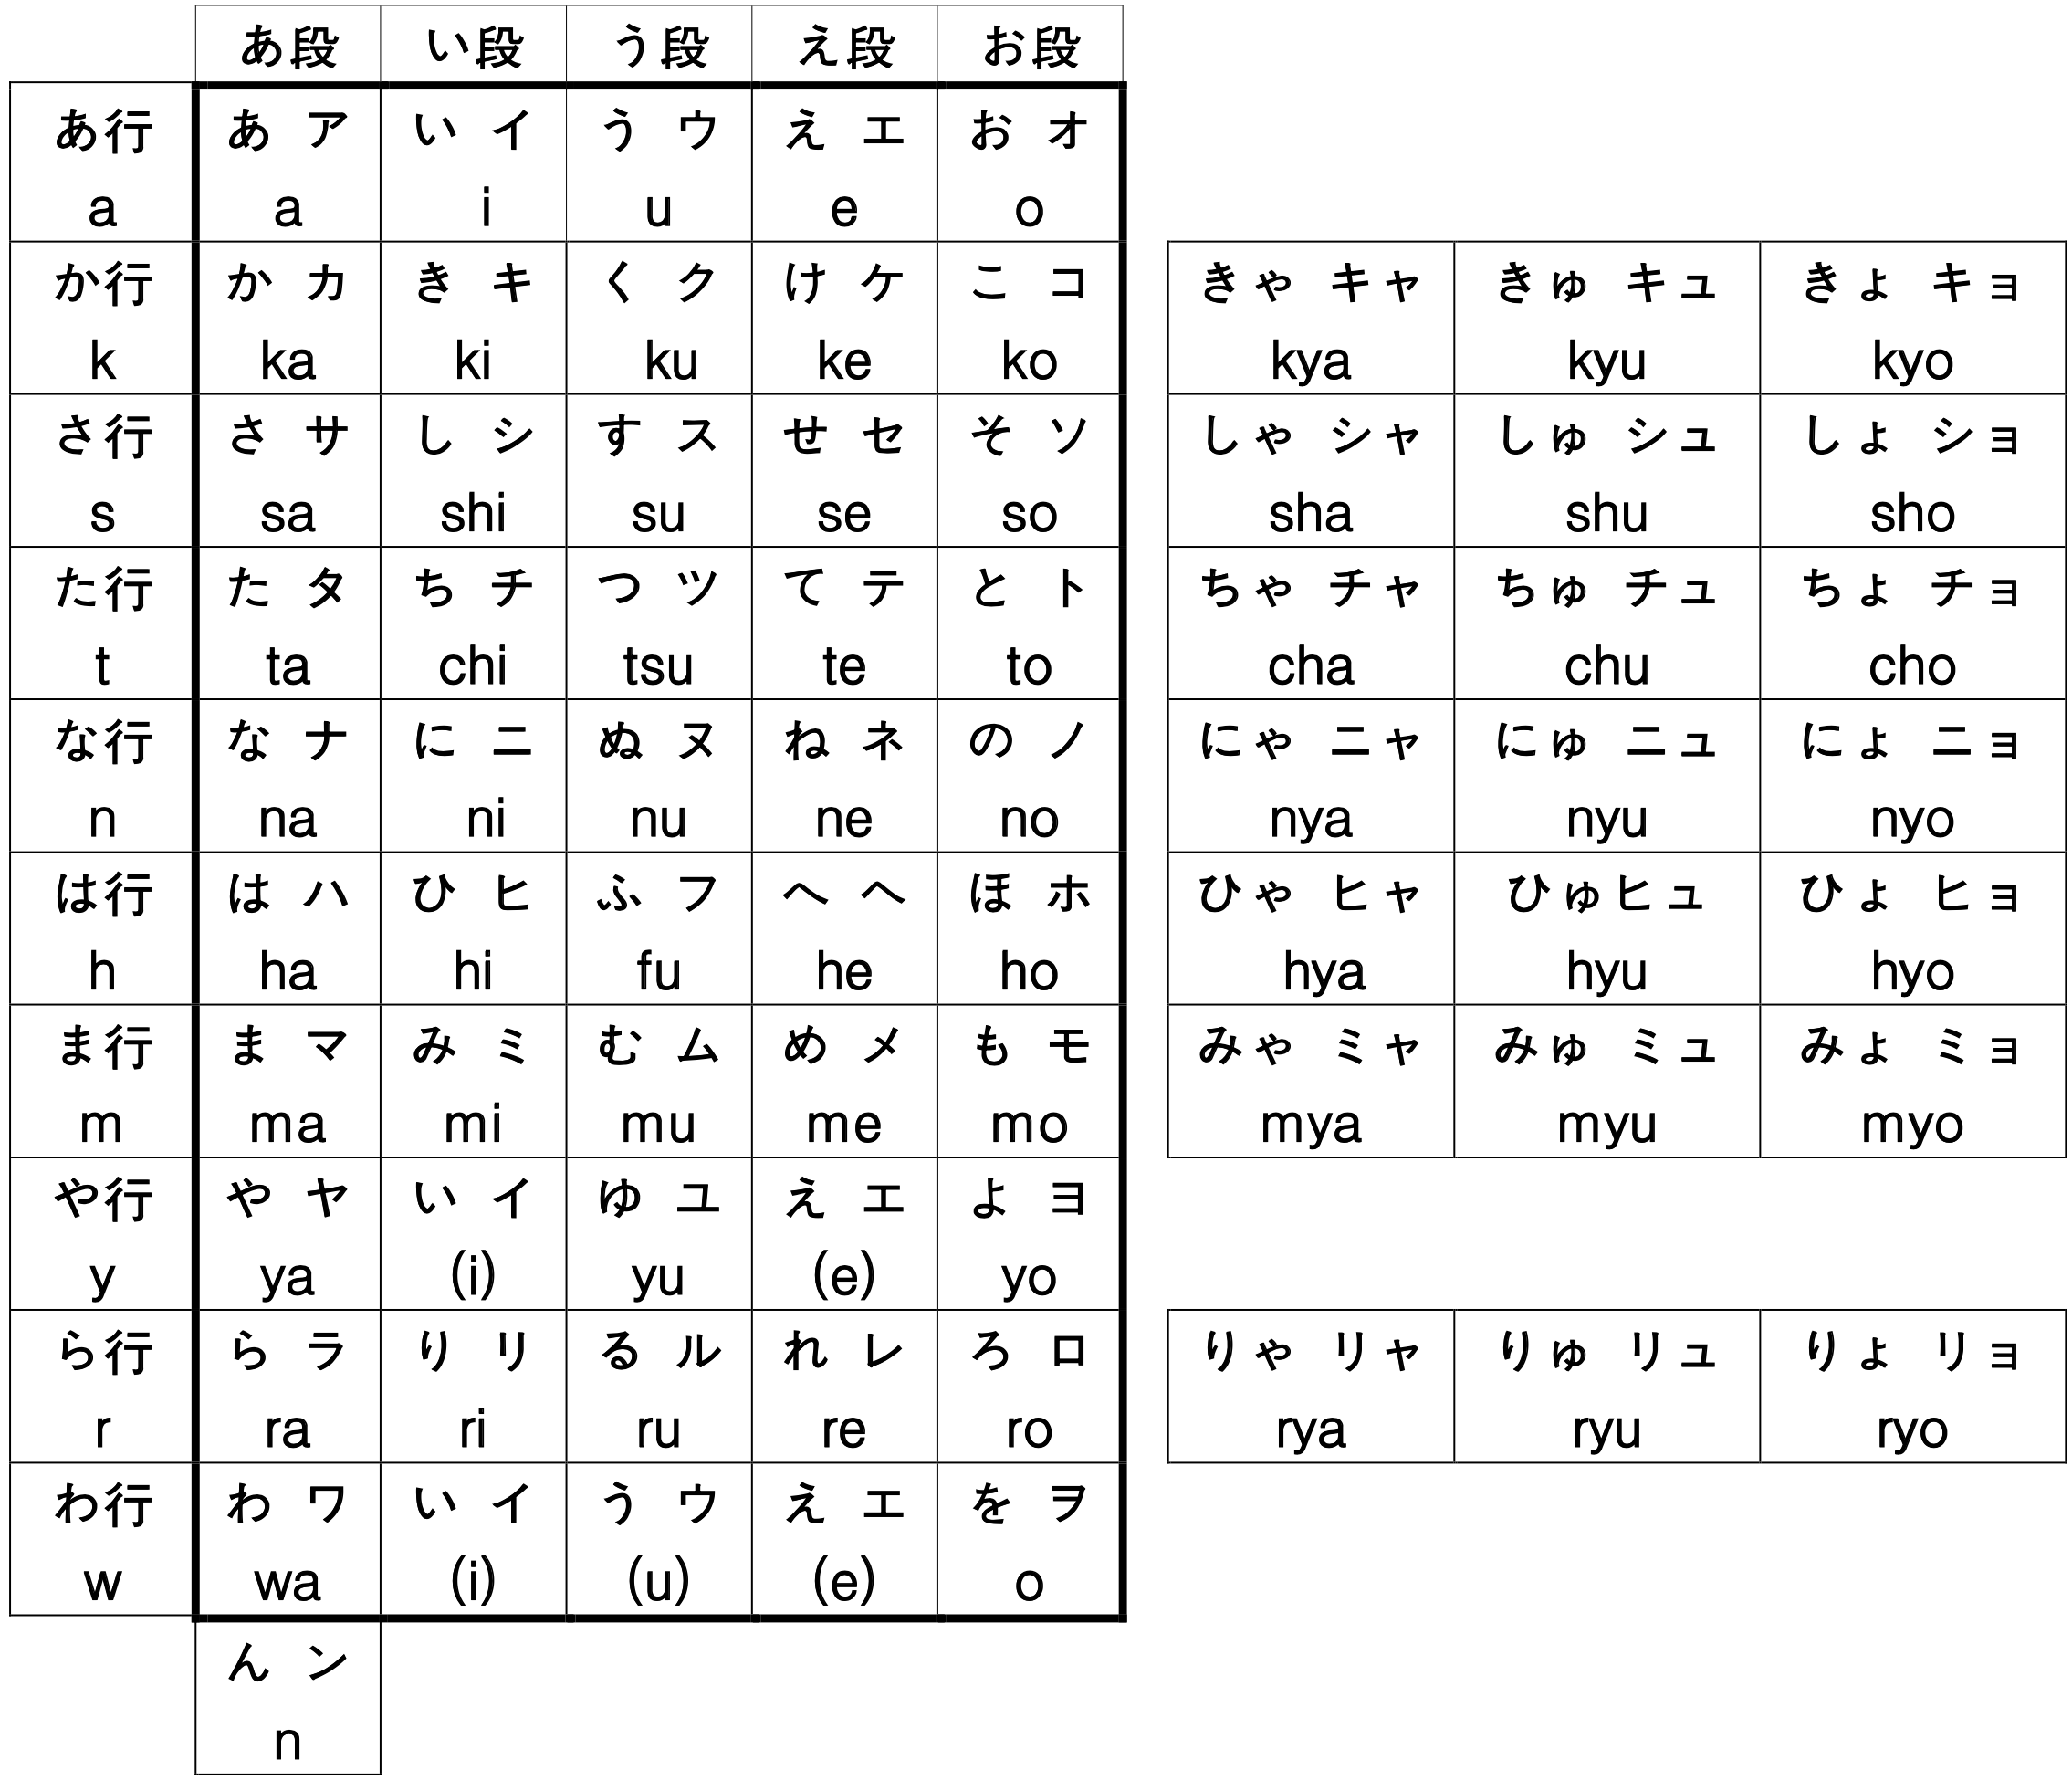 あ段 い段 う段 え段 お段
あ行 あ ア い イ う ウ え エ お オ
a a i u e o
か行 か カ き キ く ク け ケ こ コ きゃ キャ きゅ キュ きょ キョ
k ka ki ku ke ko kya kyu kyo
さ行 さ サ し シ す ス せ セ そ ソ しゃ シャ しゅ シュ しょ ショ
s sa shi su se so sha shu sho
た行 た タ ち チ つ ツ て テ と ト ちゃ チャ ちゅ チュ ちょ チョ
t ta chi tsu te to cha chu cho
な行 な ナ に ニ ぬ ヌ ね ネ の ノ にゃ ニャ にゅ ニュ にょ ニョ
n na ni nu ne no nya nyu nyo
は行 は ハ ひ ヒ ふ フ へ ヘ ほ ホ ひゃ ヒャ ひゅ ヒュ ひょ ヒョ
h ha hi fu he ho hya hyu hyo
ま行 ま マ み ミ む ム め メ も モ みゃ ミャ みゅ ミュ みょ ミョ
m ma mi mu me mo mya myu myo
や行 や ヤ い イ ゆ ユ え エ よ ヨ
y ya (i) yu (e) yo
ら行 ら ラ り リ る ル れ レ ろ ロ りゃ リャ りゅ リュ りょ リョ
r ra ri ru re ro rya ryu ryo
わ行 わ ワ い イ う ウ え エ を ヲ
w wa (i) (u) (e) o
ん ン
n